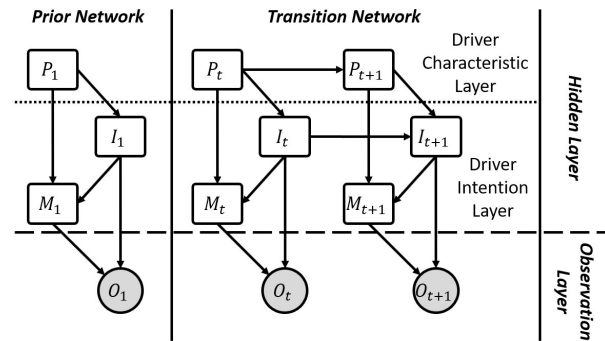 Prior Network
Transition Network
P₁
Pₜ
Pₜ₊₁
Driver
Characteristic
Layer
I₁
Iₜ
Iₜ₊₁
Driver
Intention
Layer
M₁
Mₜ
Mₜ₊₁
O₁
Oₜ
Oₜ₊₁
Hidden Layer
Observation
Layer